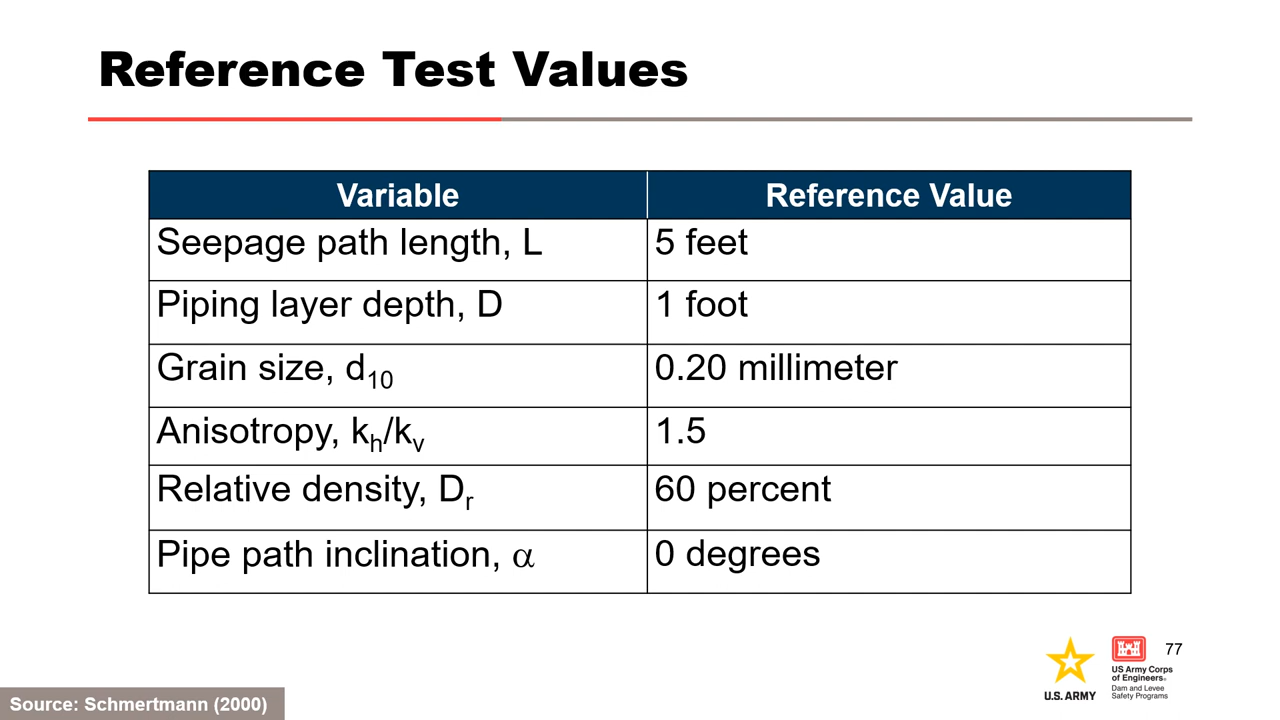 Reference Test Values
Variable Reference Value
Seepage path length, L 5 feet
Piping layer depth, D 1 foot
Grain size, d10 0.20 millimeter
Anisotropy, kh/kv 1.5
Relative density, Dr 60 percent
Pipe path inclination, α 0 degrees
77
U.S. ARMY
US Army Corps
of Engineers®
Dam and Levee
Safety Programs
Source: Schmertmann (2000)